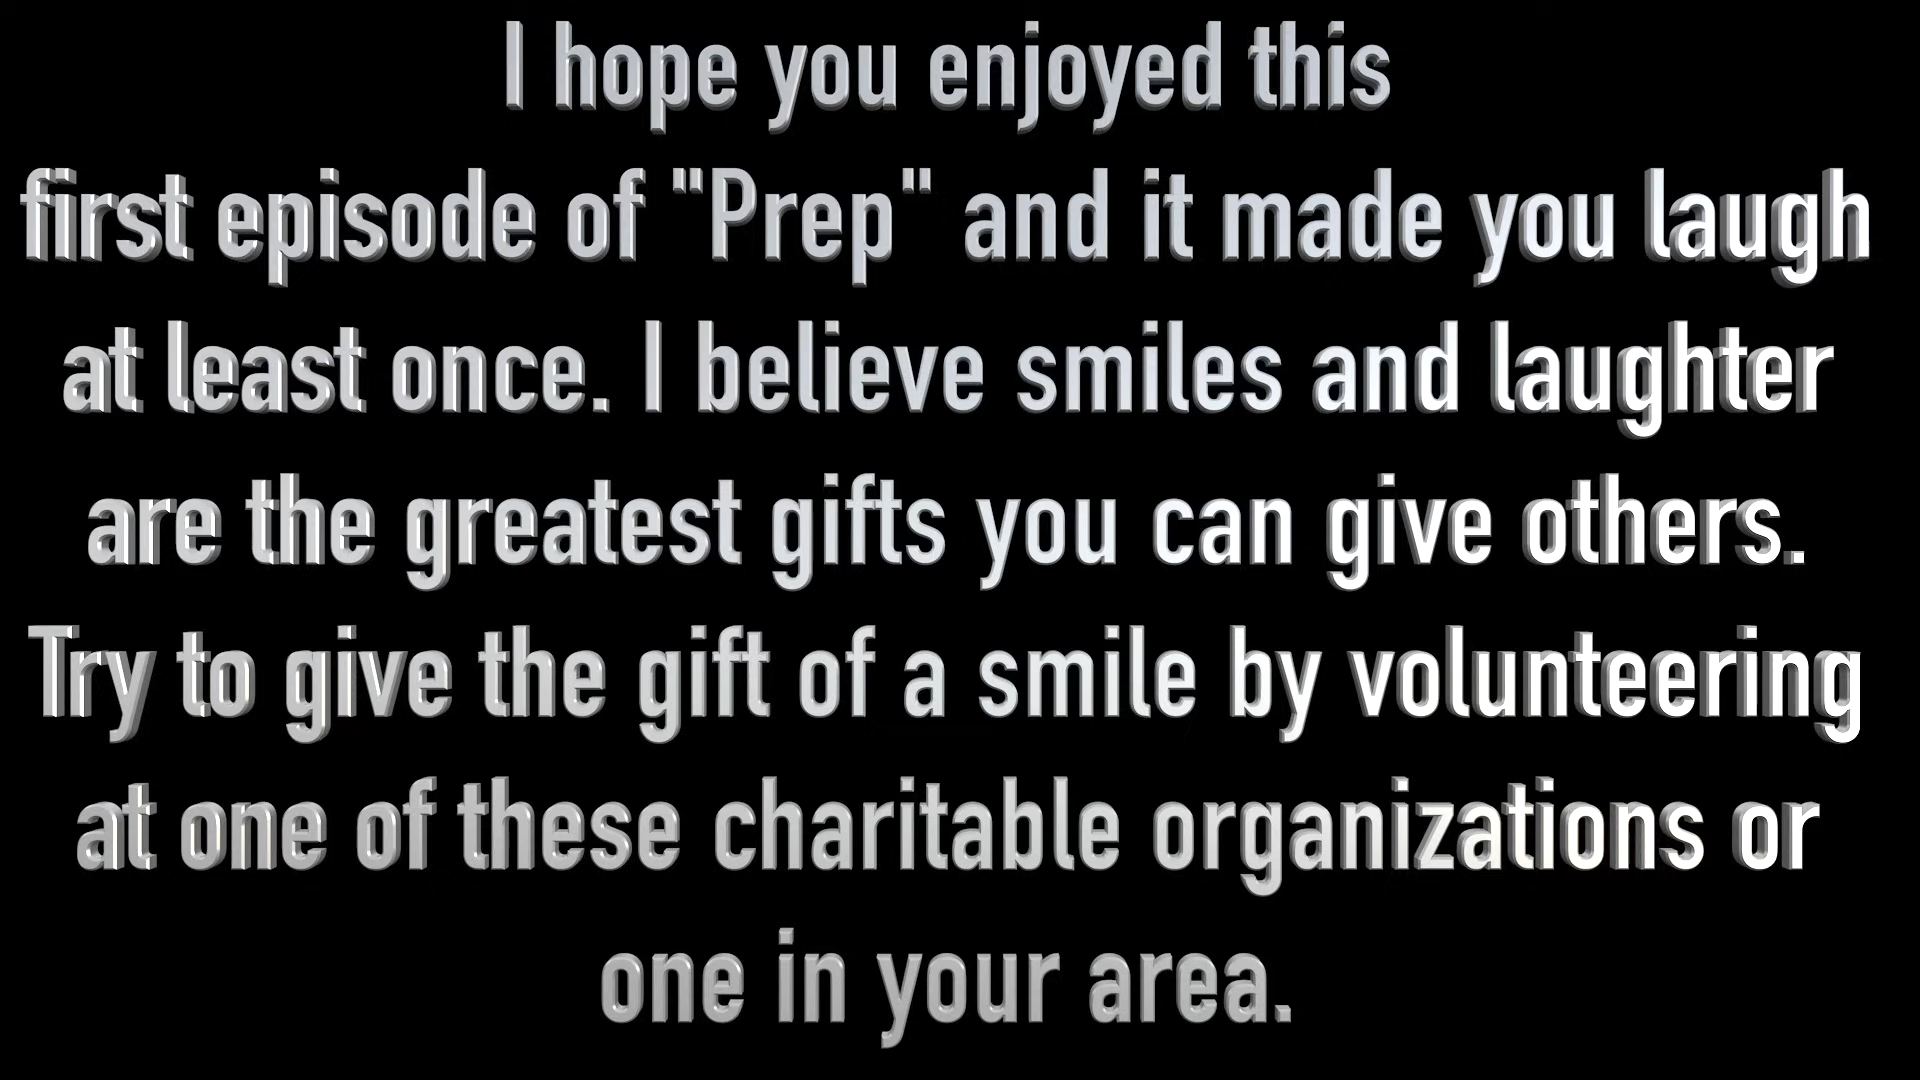 I hope you enjoyed this
first episode of "Prep" and it made you laugh
at least once. I believe smiles and laughter
are the greatest gifts you can give others.
Try to give the gift of a smile by volunteering
at one of these charitable organizations or
one in your area.